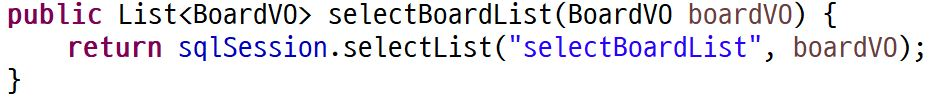 public List<BoardVO> selectBoardList(BoardVO boardVO) {
    return sqlSession.selectList("selectBoardList", boardVO);
}